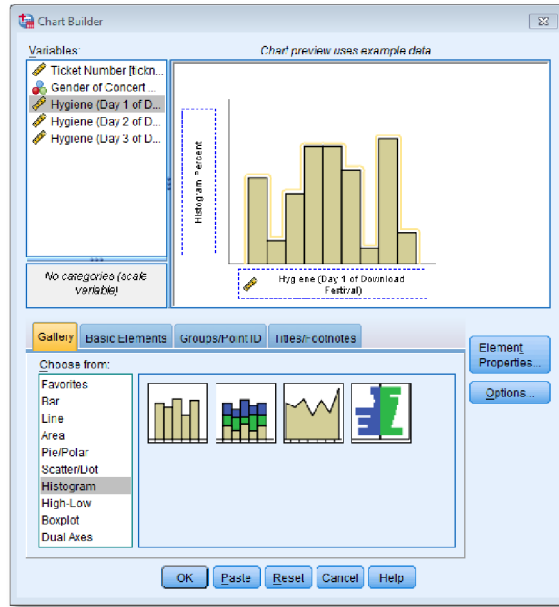 Chart Builder
Variables:
Chart preview uses example data
Ticket Number [tickn...
Gender of Concert ...
Hygiene (Day 1 of D...
Hygiene (Day 2 of D...
Hygiene (Day 3 of D...
No categories (scale
variable)
Histogram Percent
Hygiene (Day 1 of Download
Festival)
Gallery
Basic Elements
Groups/Point ID
Titles/Footnotes
Element
Properties...
Options...
Choose from:
Favorites
Bar
Line
Area
Pie/Polar
Scatter/Dot
Histogram
High-Low
Boxplot
Dual Axes
OK
Paste
Reset
Cancel
Help